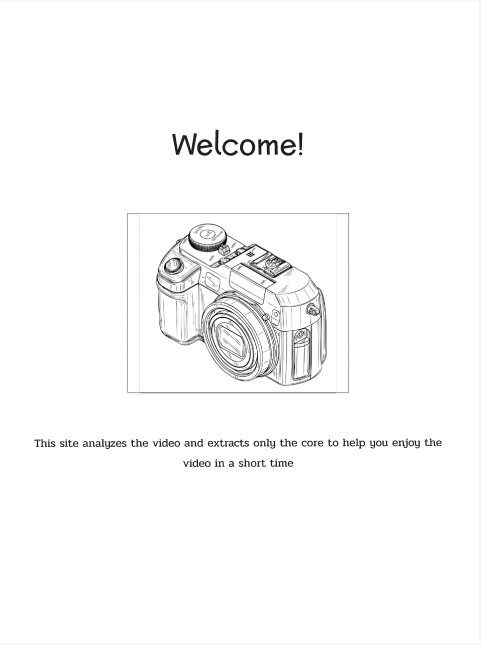 Welcome!
This site analyzes the video and extracts only the core to help you enjoy the
video in a short time